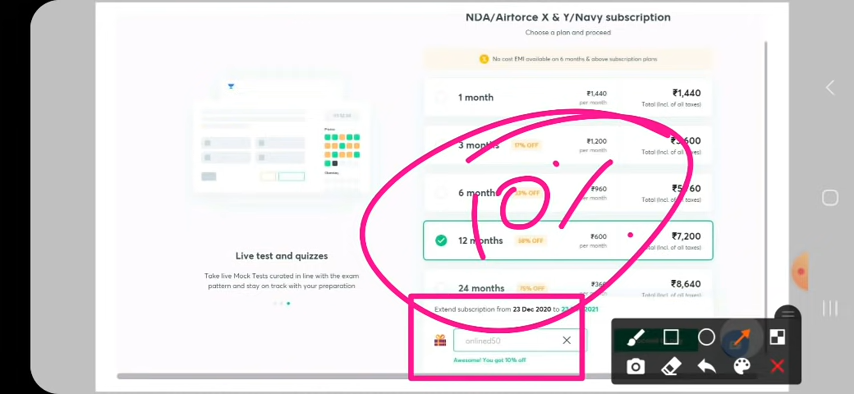 NDA/Airforce X & Y/Navy subscription
Choose a plan and proceed
No cost EMI available on 6 months & above subscription plans
1 month
₹1,440
per month
₹1,440
Total (Incl. of all taxes)
3 months
17% OFF
₹1,200
per month
Total (Incl. of all taxes)
6 months
₹960
per month
Total (Incl. of all taxes)
12 months
58% OFF
₹600
per month
₹7,200
Total (Incl. of all taxes)
24 months
75% OFF
₹8,640
Total (Incl. of all taxes)
10%
Extend subscription from 23 Dec 2020 to 2021
onlined50
Awesome! You got 10% off
Live test and quizzes
Take live Mock Tests curated in line with the exam
pattern and stay on track with your preparation